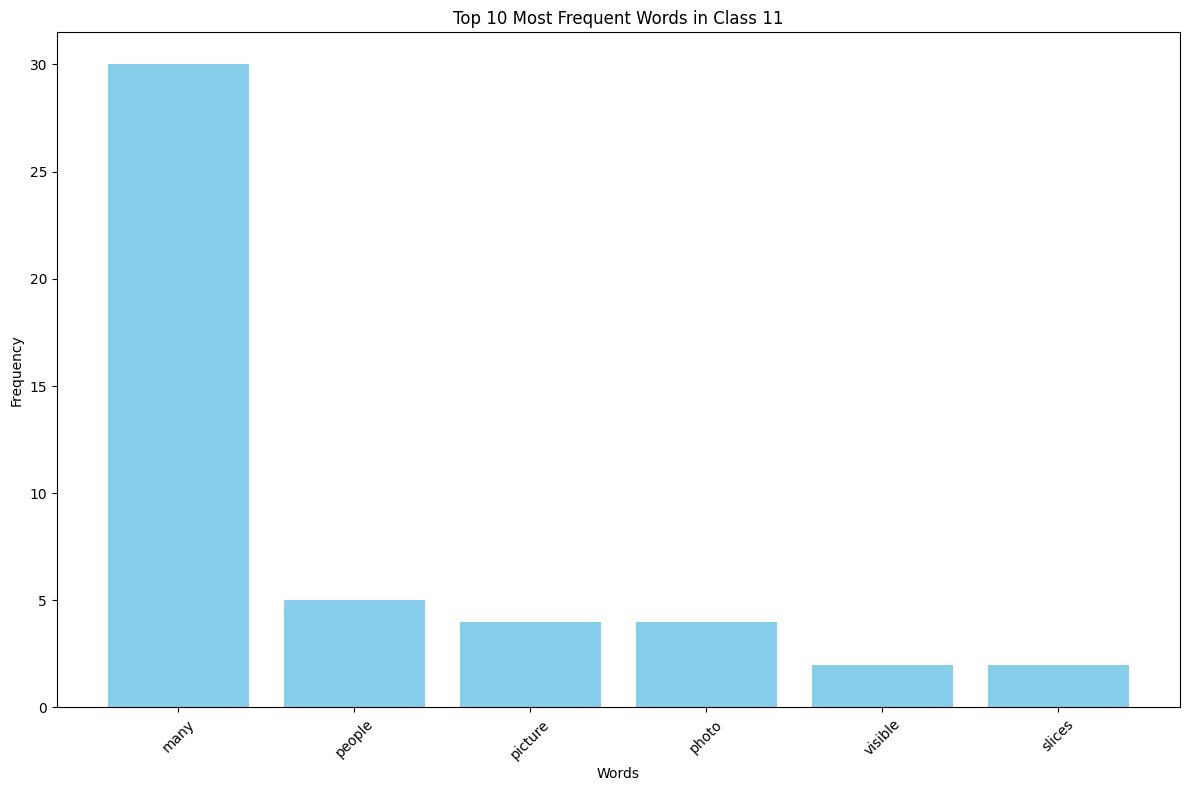 Top 10 Most Frequent Words in Class 11
Frequency
30
25
20
15
10
5
0
many
people
picture
photo
visible
slices
Words